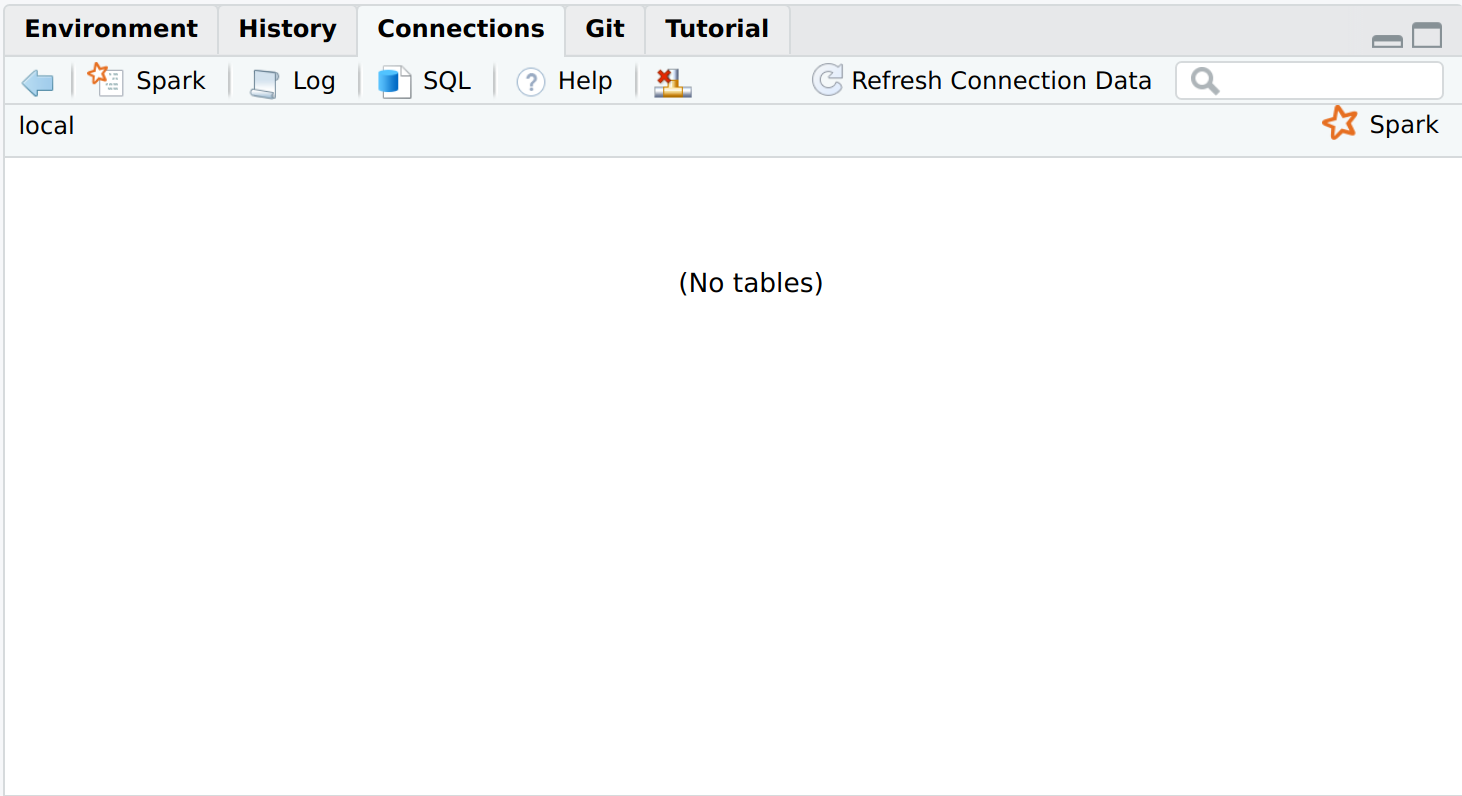 Environment History Connections Git Tutorial
Spark Log SQL ? Help Refresh Connection Data
local Spark
(No tables)